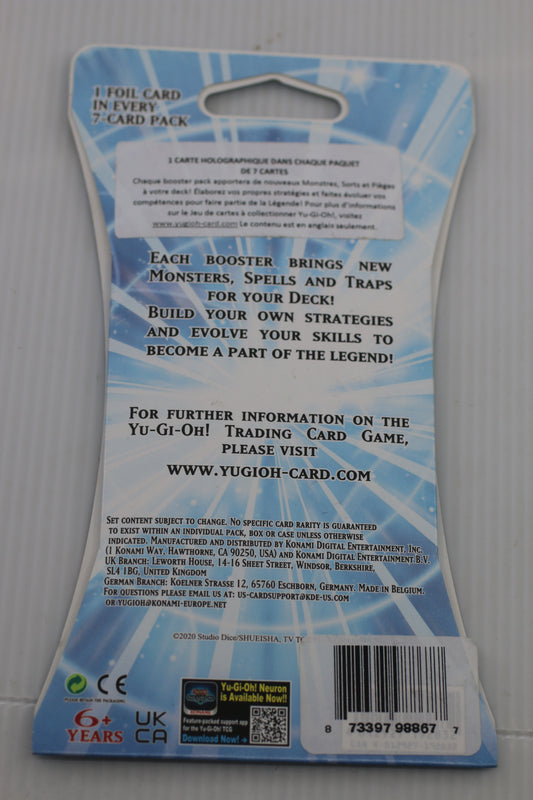 1 FOIL CARD
IN EVERY
7-CARD PACK
1 CARTE HOLOGRAPHIQUE DANS CHAQUE PAQUET
DE 7 CARTES
Chaque booster pack apportera de nouveaux Monstres, Sorts et Pièges
à votre deck! Élaborez vos propres stratégies et faites évoluer vos
compétences pour faire partie de la Légende! Pour plus d'informations
sur le Jeu de cartes à collectionner Yu-Gi-Oh!, visitez
www.yugioh-card.com Le contenu est en anglais seulement.
EACH BOOSTER BRINGS NEW
MONSTERS, SPELLS AND TRAPS
FOR YOUR DECK!
BUILD YOUR OWN STRATEGIES
AND EVOLVE YOUR SKILLS TO
BECOME A PART OF THE LEGEND!
FOR FURTHER INFORMATION ON THE
YU-GI-OH! TRADING CARD GAME,
PLEASE VISIT
WWW.YUGIOH-CARD.COM
SET CONTENT SUBJECT TO CHANGE. NO SPECIFIC CARD RARITY IS GUARANTEED
TO EXIST WITHIN AN INDIVIDUAL PACK, BOX OR CASE UNLESS OTHERWISE
INDICATED. MANUFACTURED AND DISTRIBUTED BY KONAMI DIGITAL ENTERTAINMENT, INC.
(1 KONAMI WAY, HAWTHORNE, CA 90250, USA) AND KONAMI DIGITAL ENTERTAINMENT B.V.
UK BRANCH: LEWORTH HOUSE, 14-16 SHEET STREET, WINDSOR, BERKSHIRE,
SL4 1BG, UNITED KINGDOM
GERMAN BRANCH: KOELNER STRASSE 12, 65760 ESCHBORN, GERMANY. MADE IN BELGIUM.
FOR QUESTIONS PLEASE EMAIL US AT: US-CARDSUPPORT@KDE-US.COM
OR YUGIOH@KONAMI-EUROPE.NET
©2020 Studio Dice/SHUEISHA, TV
CE
PLEASE RETAIN THE PACKAGING
6+
YEARS
UK
CA
Yu-Gi-Oh! Neuron
is Available Now!!
Feature-packed support app
for the Yu-Gi-Oh! TCG
Download Now!
8 73397 98867 7